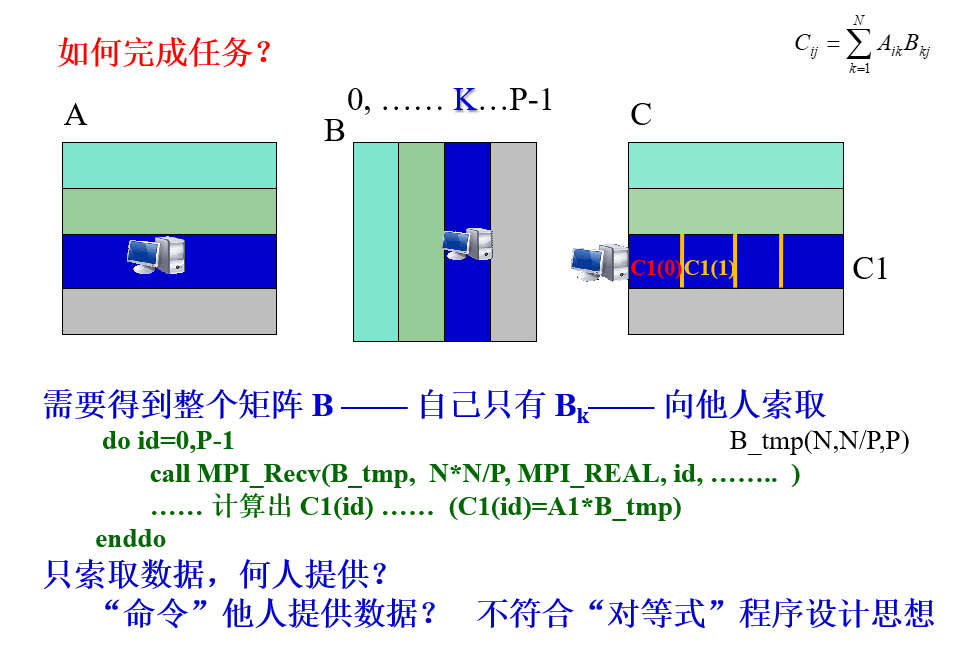 如何完成任务？
C_{ij} = \sum_{k=1}^{N} A_{ik}B_{kj}
0, …… K…P-1
A
B
C
C1(0) C1(1)
C1
需要得到整个矩阵 B —— 自己只有 B_k—— 向他人索取
do id=0,P-1
B_tmp(N,N/P,P)
call MPI_Recv(B_tmp, N*N/P, MPI_REAL, id, …….. )
…… 计算出 C1(id) …… (C1(id)=A1*B_tmp)
enddo
只索取数据，何人提供？
“命令”他人提供数据？ 不符合“对等式”程序设计思想